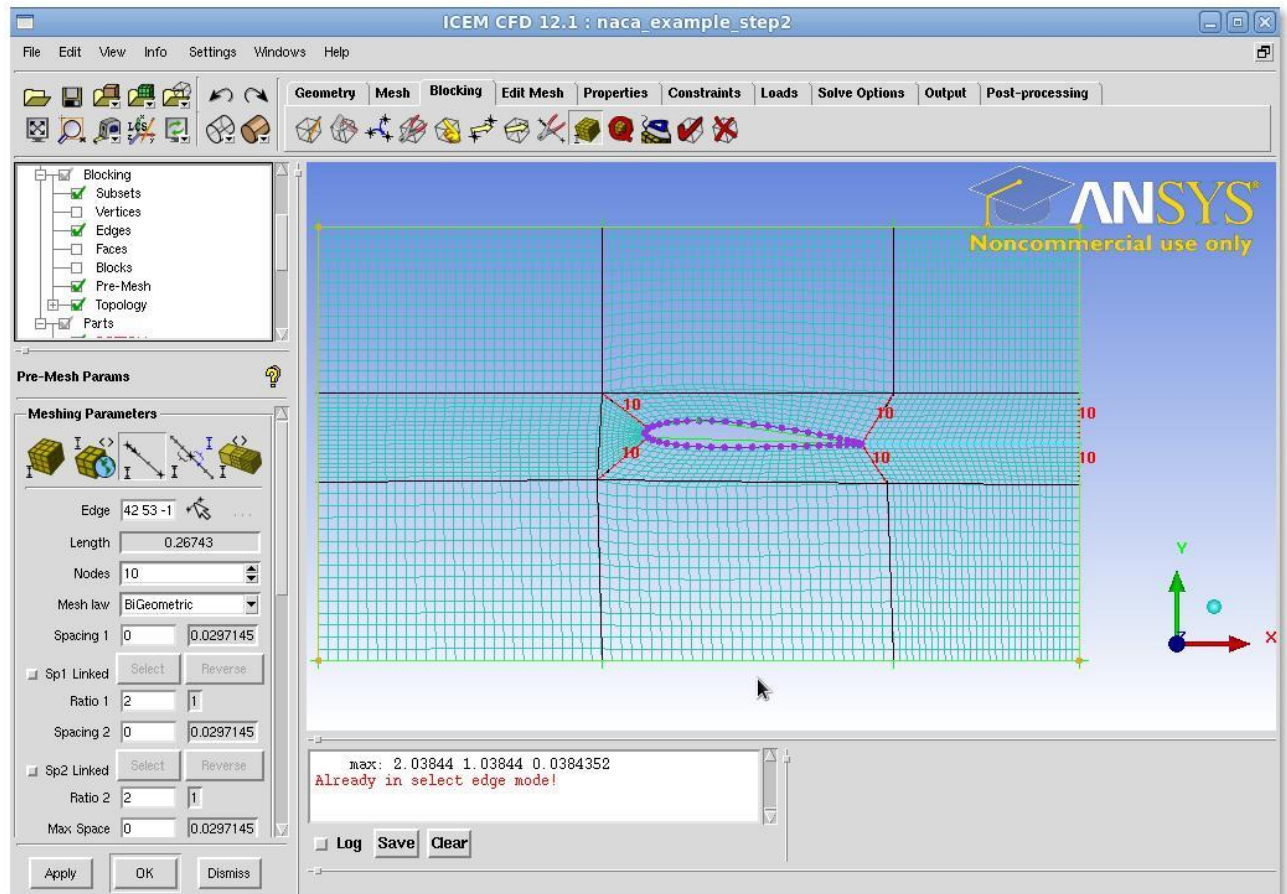 ICEM CFD 12.1 : naca_example_step2
File Edit View Info Settings Windows Help
Geometry Mesh Blocking Edit Mesh Properties Constraints Loads Solve Options Output Post-processing
Blocking
Subsets
Vertices
Edges
Faces
Blocks
Pre-Mesh
Topology
Parts
Pre-Mesh Params
Meshing Parameters
Edge 42 53 -1
Length 0.26743
Nodes 10
Mesh law BiGeometric
Spacing 1 0 0.0297145
Sp1 Linked Select Reverse
Ratio 1 2 1
Spacing 2 0 0.0297145
Sp2 Linked Select Reverse
Ratio 2 2 1
Max Space 0 0.0297145
Apply OK Dismiss
ANSYS®
Noncommercial use only
10 10 10
10 10 10
Y
Z X
max: 2.03844 1.03844 0.0384352
Already in select edge mode!
Log Save Clear